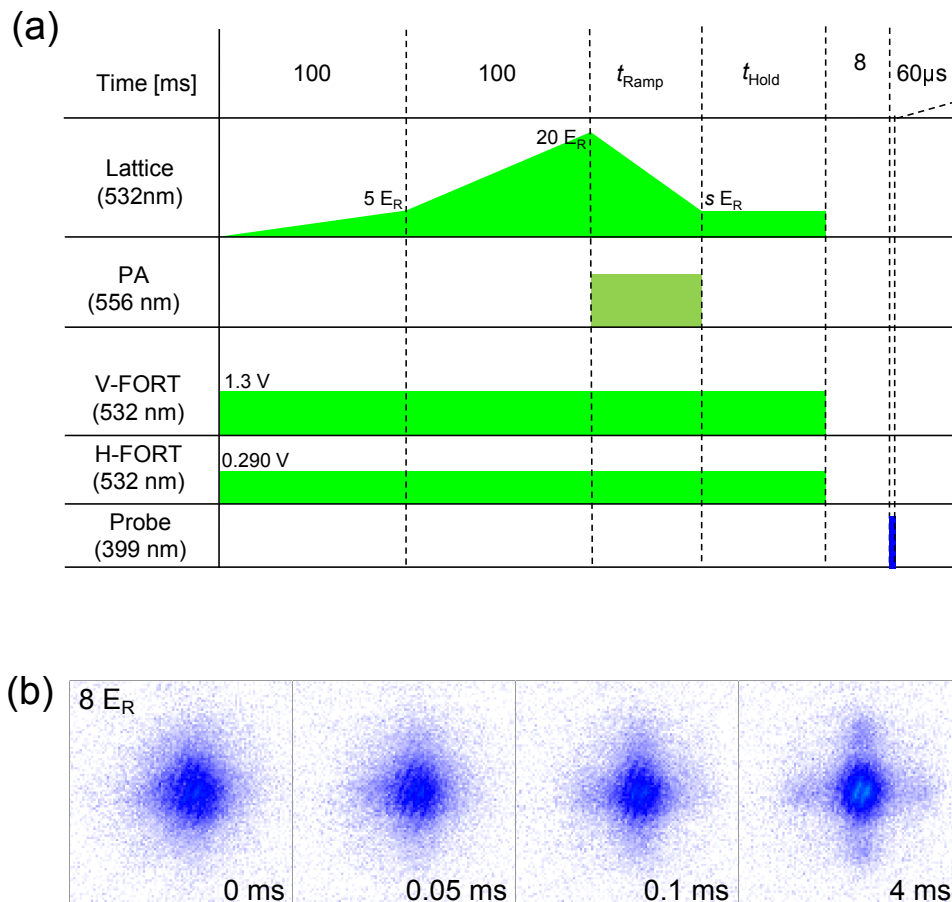 (a)
Time [ms]
100
100
tRamp
tHold
8
60µs
Lattice
(532nm)
5 ER
20 ER
s ER
PA
(556 nm)
V-FORT
(532 nm)
1.3 V
H-FORT
(532 nm)
0.290 V
Probe
(399 nm)
(b)
8 ER
0 ms
0.05 ms
0.1 ms
4 ms